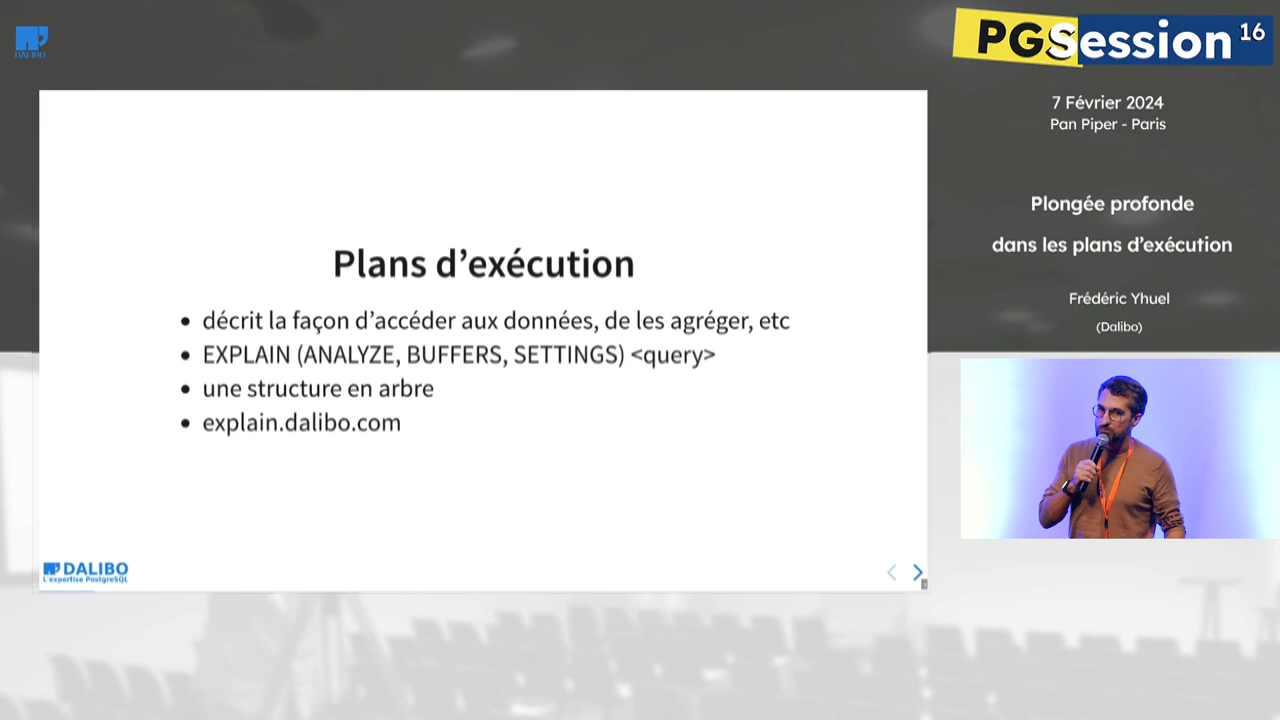 DALIBO
PGSession 16
7 Février 2024
Pan Piper - Paris
Plongée profonde
dans les plans d'exécution
Frédéric Yhuel
(Dalibo)
Plans d'exécution
décrit la façon d'accéder aux données, de les agréger, etc
EXPLAIN (ANALYZE, BUFFERS, SETTINGS) <query>
une structure en arbre
explain.dalibo.com
DALIBO
L'expertise PostgreSQL